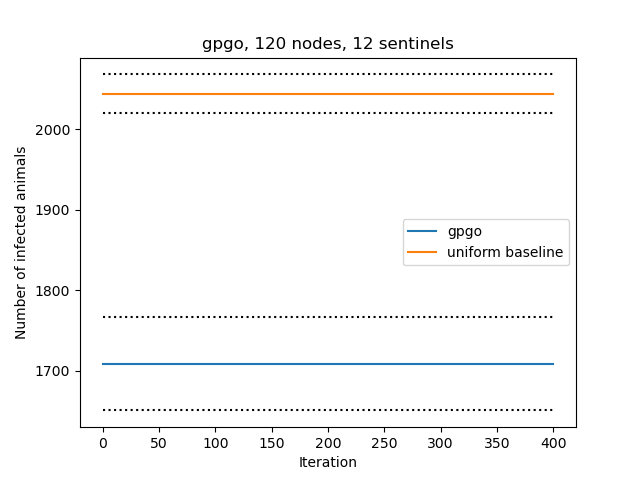 gpgo, 120 nodes, 12 sentinels
Number of infected animals
2000
1900
1800
1700
gpgo
uniform baseline
0 50 100 150 200 250 300 350 400
Iteration